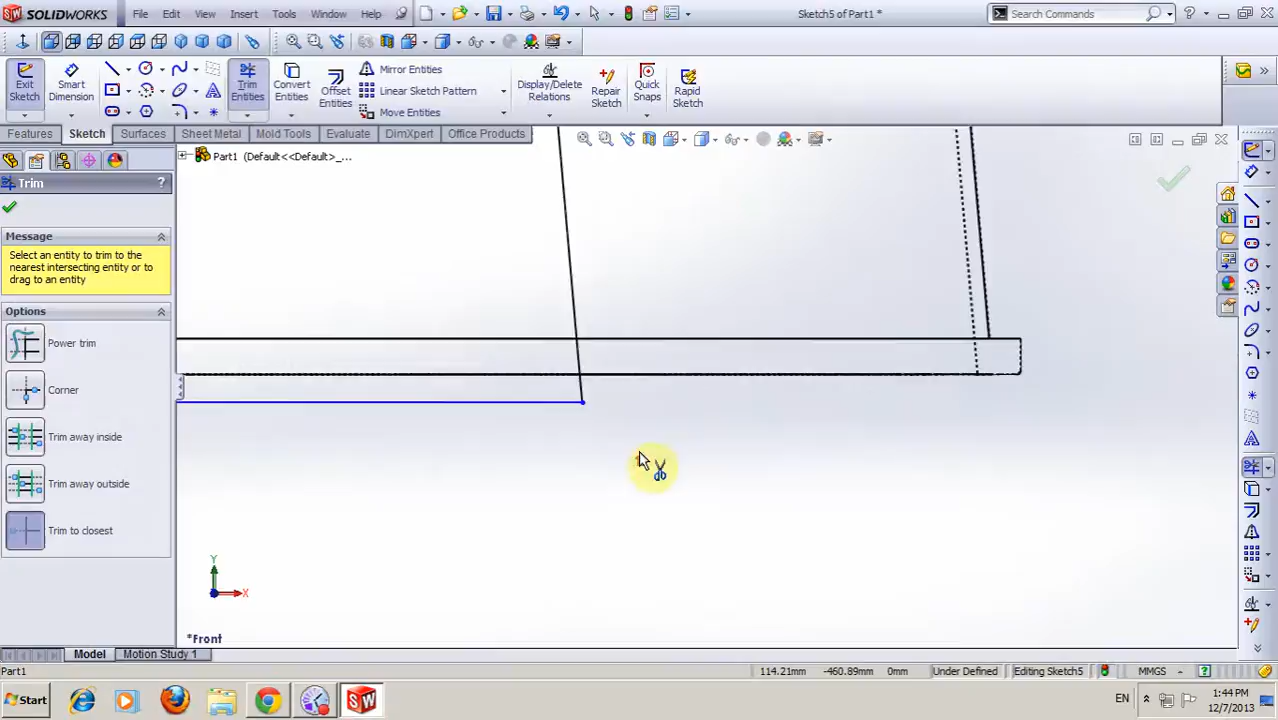 SOLIDWORKS File Edit View Insert Tools Window Help Sketch5 of Part1 * Search Commands
Exit Sketch
Smart Dimension
Trim Entities
Convert Entities
Offset Entities
Mirror Entities
Linear Sketch Pattern
Move Entities
Display/Delete Relations
Repair Sketch
Quick Snaps
Rapid Sketch
Features Sketch Surfaces Sheet Metal Mold Tools Evaluate DimXpert Office Products
Part1 (Default<<Default>_...
Trim ?
Message
Select an entity to trim to the
nearest intersecting entity or to
drag to an entity
Options
Power trim
Corner
Trim away inside
Trim away outside
Trim to closest
Y
X
*Front
Model Motion Study 1
Part1 114.21mm -460.89mm 0mm Under Defined Editing Sketch5 MMGS
Start EN 1:44 PM
12/7/2013